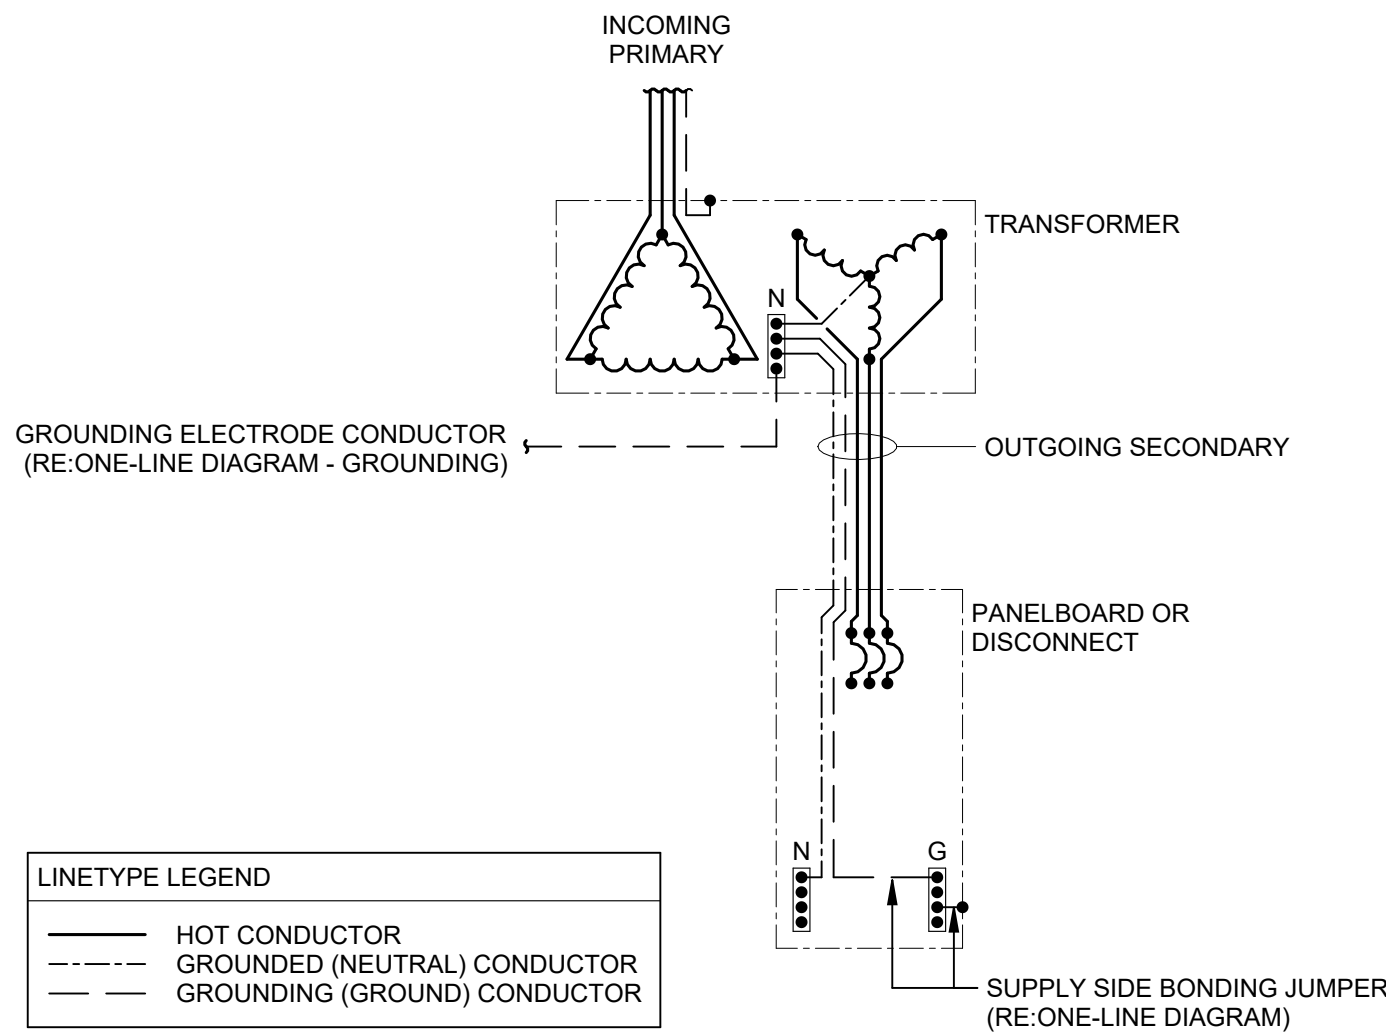 INCOMING
PRIMARY
TRANSFORMER
N
GROUNDING ELECTRODE CONDUCTOR
(RE:ONE-LINE DIAGRAM - GROUNDING)
OUTGOING SECONDARY
PANELBOARD OR
DISCONNECT
N
G
LINETYPE LEGEND
HOT CONDUCTOR
GROUNDED (NEUTRAL) CONDUCTOR
GROUNDING (GROUND) CONDUCTOR
SUPPLY SIDE BONDING JUMPER
(RE:ONE-LINE DIAGRAM)